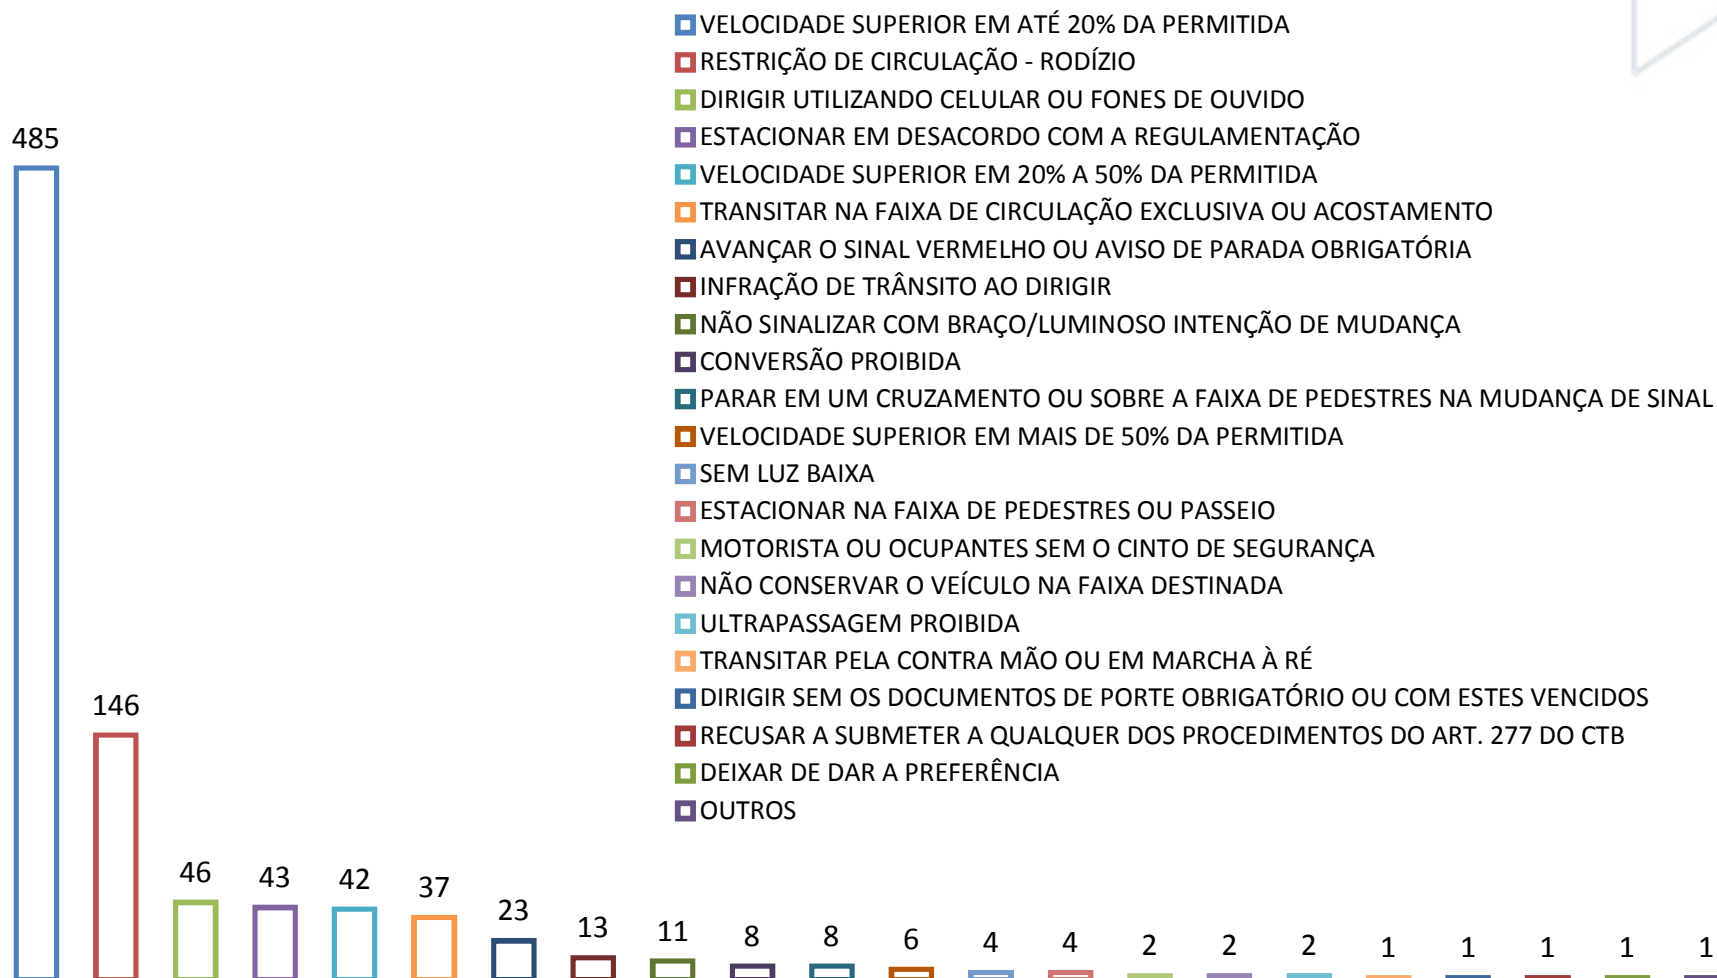 VELOCIDADE SUPERIOR EM ATÉ 20% DA PERMITIDA
RESTRIÇÃO DE CIRCULAÇÃO - RODÍZIO
DIRIGIR UTILIZANDO CELULAR OU FONES DE OUVIDO
ESTACIONAR EM DESACORDO COM A REGULAMENTAÇÃO
VELOCIDADE SUPERIOR EM 20% A 50% DA PERMITIDA
TRANSITAR NA FAIXA DE CIRCULAÇÃO EXCLUSIVA OU ACOSTAMENTO
AVANÇAR O SINAL VERMELHO OU AVISO DE PARADA OBRIGATÓRIA
INFRAÇÃO DE TRÂNSITO AO DIRIGIR
NÃO SINALIZAR COM BRAÇO/LUMINOSO INTENÇÃO DE MUDANÇA
CONVERSÃO PROIBIDA
PARAR EM UM CRUZAMENTO OU SOBRE A FAIXA DE PEDESTRES NA MUDANÇA DE SINAL
VELOCIDADE SUPERIOR EM MAIS DE 50% DA PERMITIDA
SEM LUZ BAIXA
ESTACIONAR NA FAIXA DE PEDESTRES OU PASSEIO
MOTORISTA OU OCUPANTES SEM O CINTO DE SEGURANÇA
NÃO CONSERVAR O VEÍCULO NA FAIXA DESTINADA
ULTRAPASSAGEM PROIBIDA
TRANSITAR PELA CONTRA MÃO OU EM MARCHA À RÉ
DIRIGIR SEM OS DOCUMENTOS DE PORTE OBRIGATÓRIO OU COM ESTES VENCIDOS
RECUSAR A SUBMETER A QUALQUER DOS PROCEDIMENTOS DO ART. 277 DO CTB
DEIXAR DE DAR A PREFERÊNCIA
OUTROS
485
146
46
43
42
37
23
13
11
8
8
6
4
4
2
2
2
1
1
1
1
1